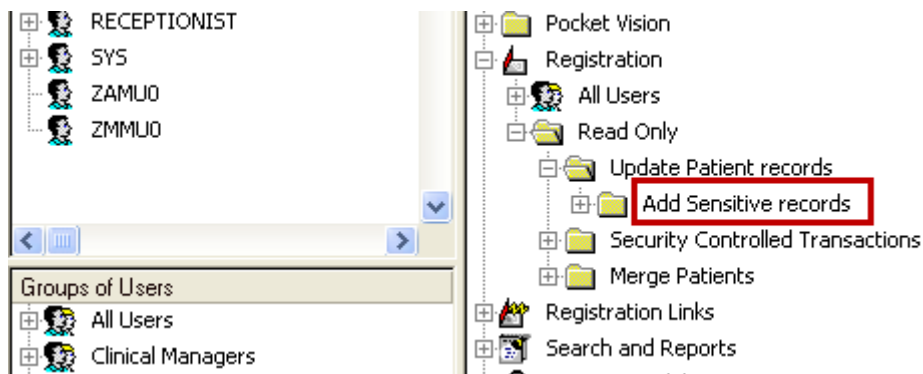 RECEPTIONIST
SYS
ZAMU0
ZMMU0
Groups of Users
All Users
Clinical Managers
Pocket Vision
Registration
All Users
Read Only
Update Patient records
Add Sensitive records
Security Controlled Transactions
Merge Patients
Registration Links
Search and Reports